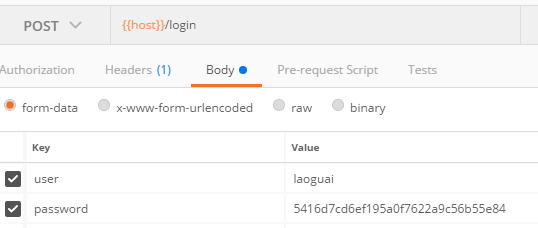 POST {{host}}/login
Authorization Headers (1) Body Pre-request Script Tests
form-data x-www-form-urlencoded raw binary
Key Value
user laoguai
password 5416d7cd6ef195a0f7622a9c56b55e84